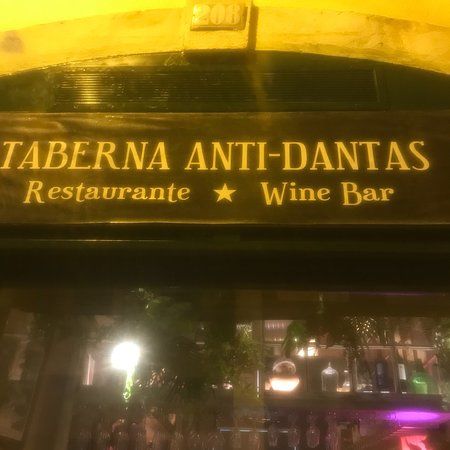 208
TABERNA ANTI-DANTAS
Restaurante ★ Wine Bar